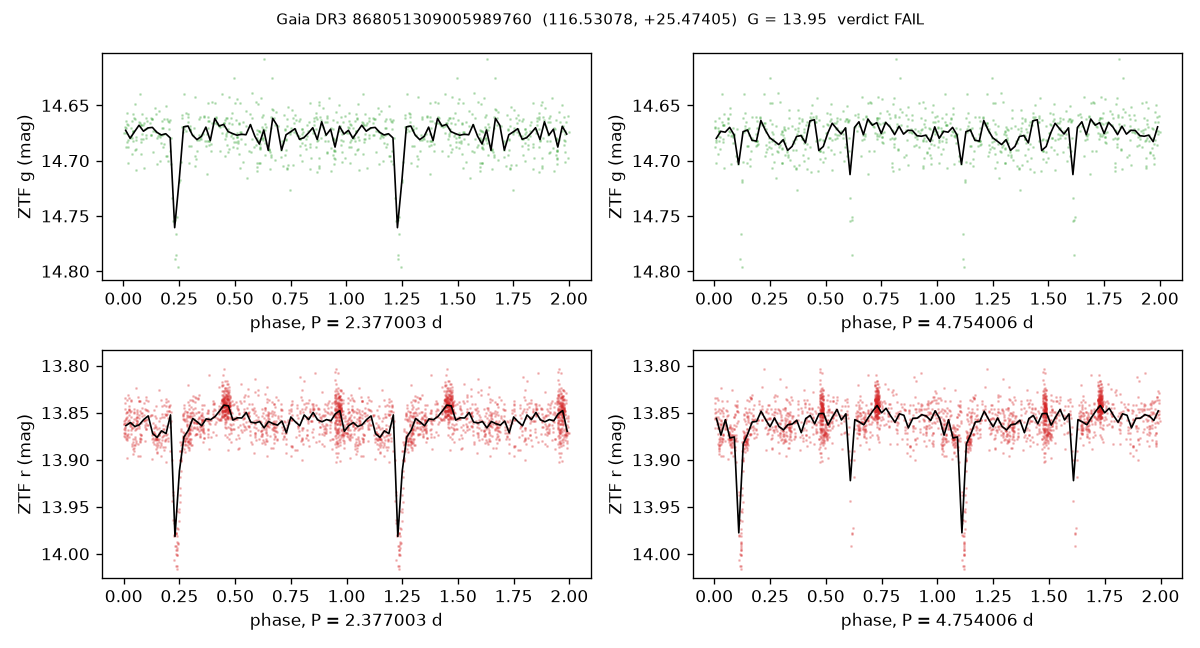 Gaia DR3 868051309005989760 (116.53078, +25.47405) G = 13.95 verdict FAIL
ZTF g (mag)
14.65
14.70
14.75
14.80
0.00 0.25 0.50 0.75 1.00 1.25 1.50 1.75 2.00
phase, P = 2.377003 d
ZTF g (mag)
14.65
14.70
14.75
14.80
0.00 0.25 0.50 0.75 1.00 1.25 1.50 1.75 2.00
phase, P = 4.754006 d
ZTF r (mag)
13.80
13.85
13.90
13.95
14.00
0.00 0.25 0.50 0.75 1.00 1.25 1.50 1.75 2.00
phase, P = 2.377003 d
ZTF r (mag)
13.80
13.85
13.90
13.95
14.00
0.00 0.25 0.50 0.75 1.00 1.25 1.50 1.75 2.00
phase, P = 4.754006 d